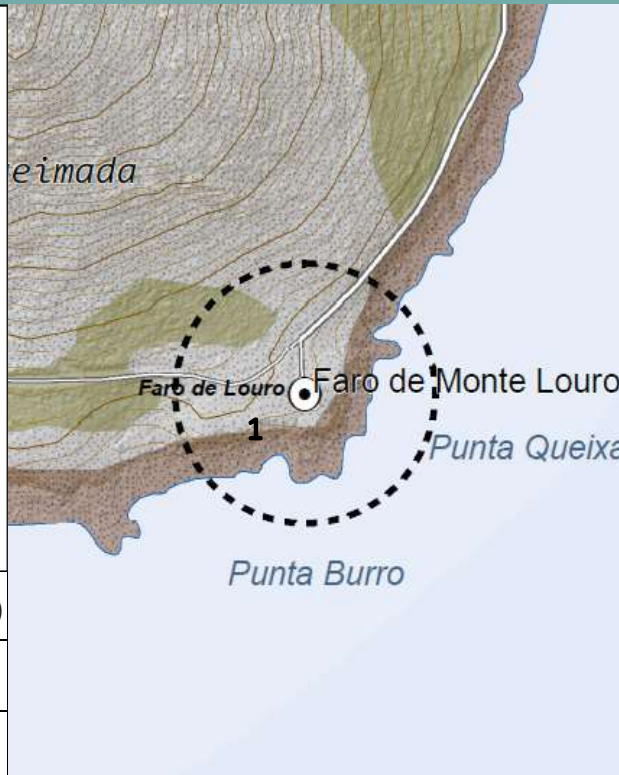 eimada
Faro de Louro
Faro de Monte Louro
1
Punta Queixa
Punta Burro
)